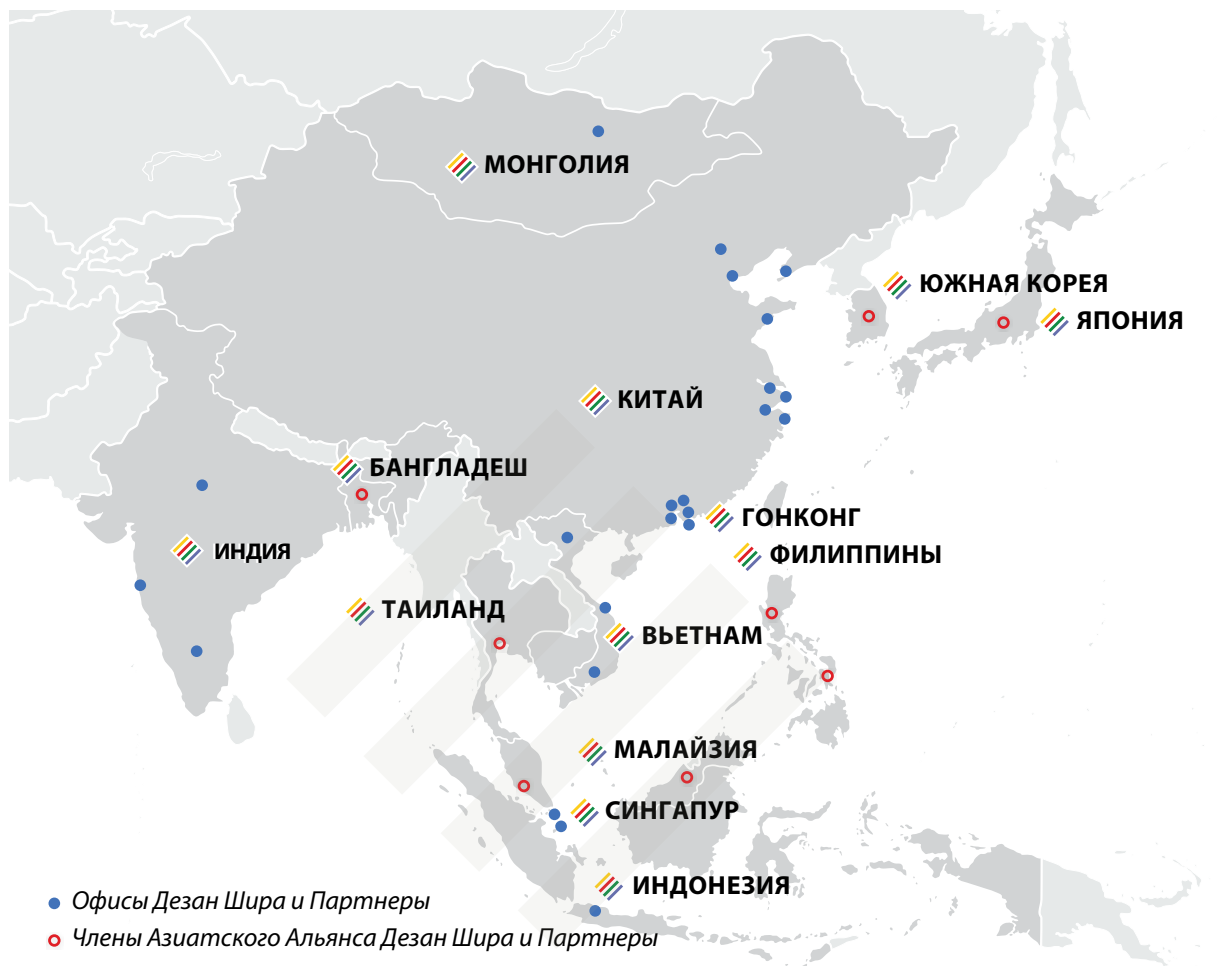 МОНГОЛИЯ
ЮЖНАЯ КОРЕЯ
ЯПОНИЯ
КИТАЙ
БАНГЛАДЕШ
ГОНКОНГ
ИНДИЯ
ФИЛИППИНЫ
ТАИЛАНД
ВЬЕТНАМ
МАЛАЙЗИЯ
СИНГАПУР
ИНДОНЕЗИЯ
Офисы Дезан Шира и Партнеры
Члены Азиатского Альянса Дезан Шира и Партнеры